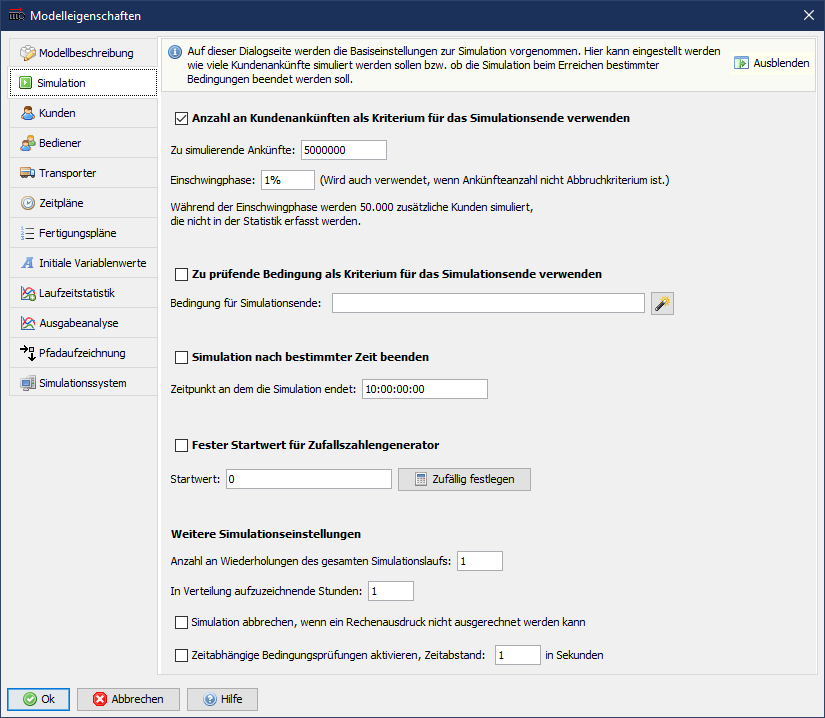 Modelleigenschaften
Modellbeschreibung
Simulation
Kunden
Bediener
Transporter
Zeitpläne
Fertigungspläne
Initiale Variablenwerte
Laufzeitstatistik
Ausgabeanalyse
Pfadaufzeichnung
Simulationssystem
Auf dieser Dialogseite werden die Basiseinstellungen zur Simulation vorgenommen. Hier kann eingestellt werden
wie viele Kundenankünfte simuliert werden sollen bzw. ob die Simulation beim Erreichen bestimmter
Bedingungen beendet werden soll.
Ausblenden
Anzahl an Kundenankünften als Kriterium für das Simulationsende verwenden
Zu simulierende Ankünfte: 5000000
Einschwingphase: 1% (Wird auch verwendet, wenn Ankünfteanzahl nicht Abbruchkriterium ist.)
Während der Einschwingphase werden 50.000 zusätzliche Kunden simuliert,
die nicht in der Statistik erfasst werden.
Zu prüfende Bedingung als Kriterium für das Simulationsende verwenden
Bedingung für Simulationsende:
Simulation nach bestimmter Zeit beenden
Zeitpunkt an dem die Simulation endet: 10:00:00:00
Fester Startwert für Zufallszahlengenerator
Startwert: 0 Zufällig festlegen
Weitere Simulationseinstellungen
Anzahl an Wiederholungen des gesamten Simulationslaufs: 1
In Verteilung aufzuzeichnende Stunden: 1
Simulation abbrechen, wenn ein Rechenausdruck nicht ausgerechnet werden kann
Zeitabhängige Bedingungsprüfungen aktivieren, Zeitabstand: 1 in Sekunden
Ok Abbrechen Hilfe